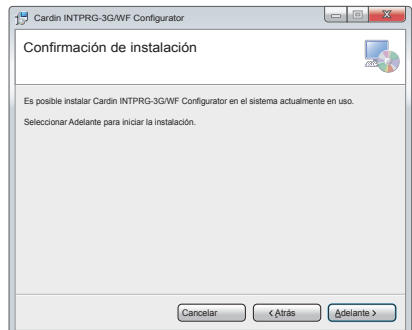 Cardin INTPRG-3G/WF Configurator
Confirmación de instalación
Es posible instalar Cardin INTPRG-3G/WF Configurator en el sistema actualmente en uso.
Seleccionar Adelante para iniciar la instalación.
Cancelar
< Atrás
Adelante >